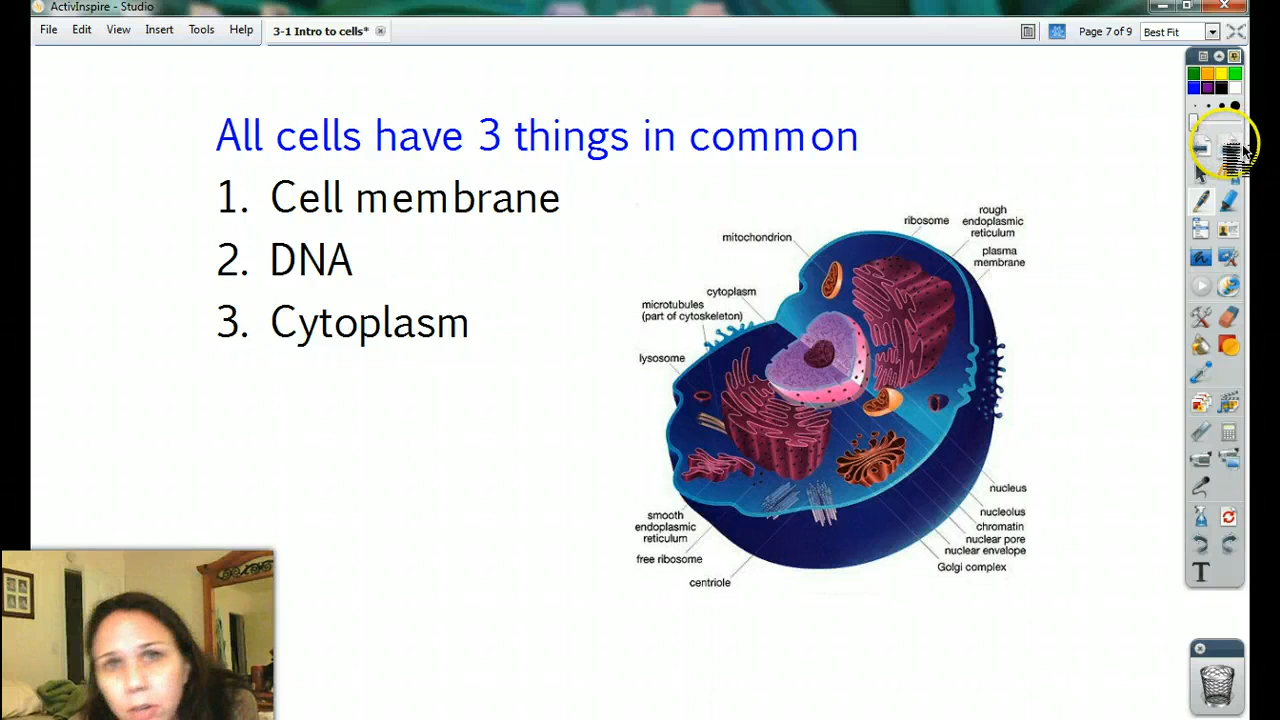 ActivInspire - Studio
File Edit View Insert Tools Help
3-1 Intro to cells*
Page 7 of 9
Best Fit
All cells have 3 things in common
1. Cell membrane
2. DNA
3. Cytoplasm
mitochondrion
ribosome
rough
endoplasmic
reticulum
plasma
membrane
cytoplasm
microtubules
(part of cytoskeleton)
lysosome
smooth
endoplasmic
reticulum
free ribosome
centriole
nucleus
nucleolus
chromatin
nuclear pore
nuclear envelope
Golgi complex
T